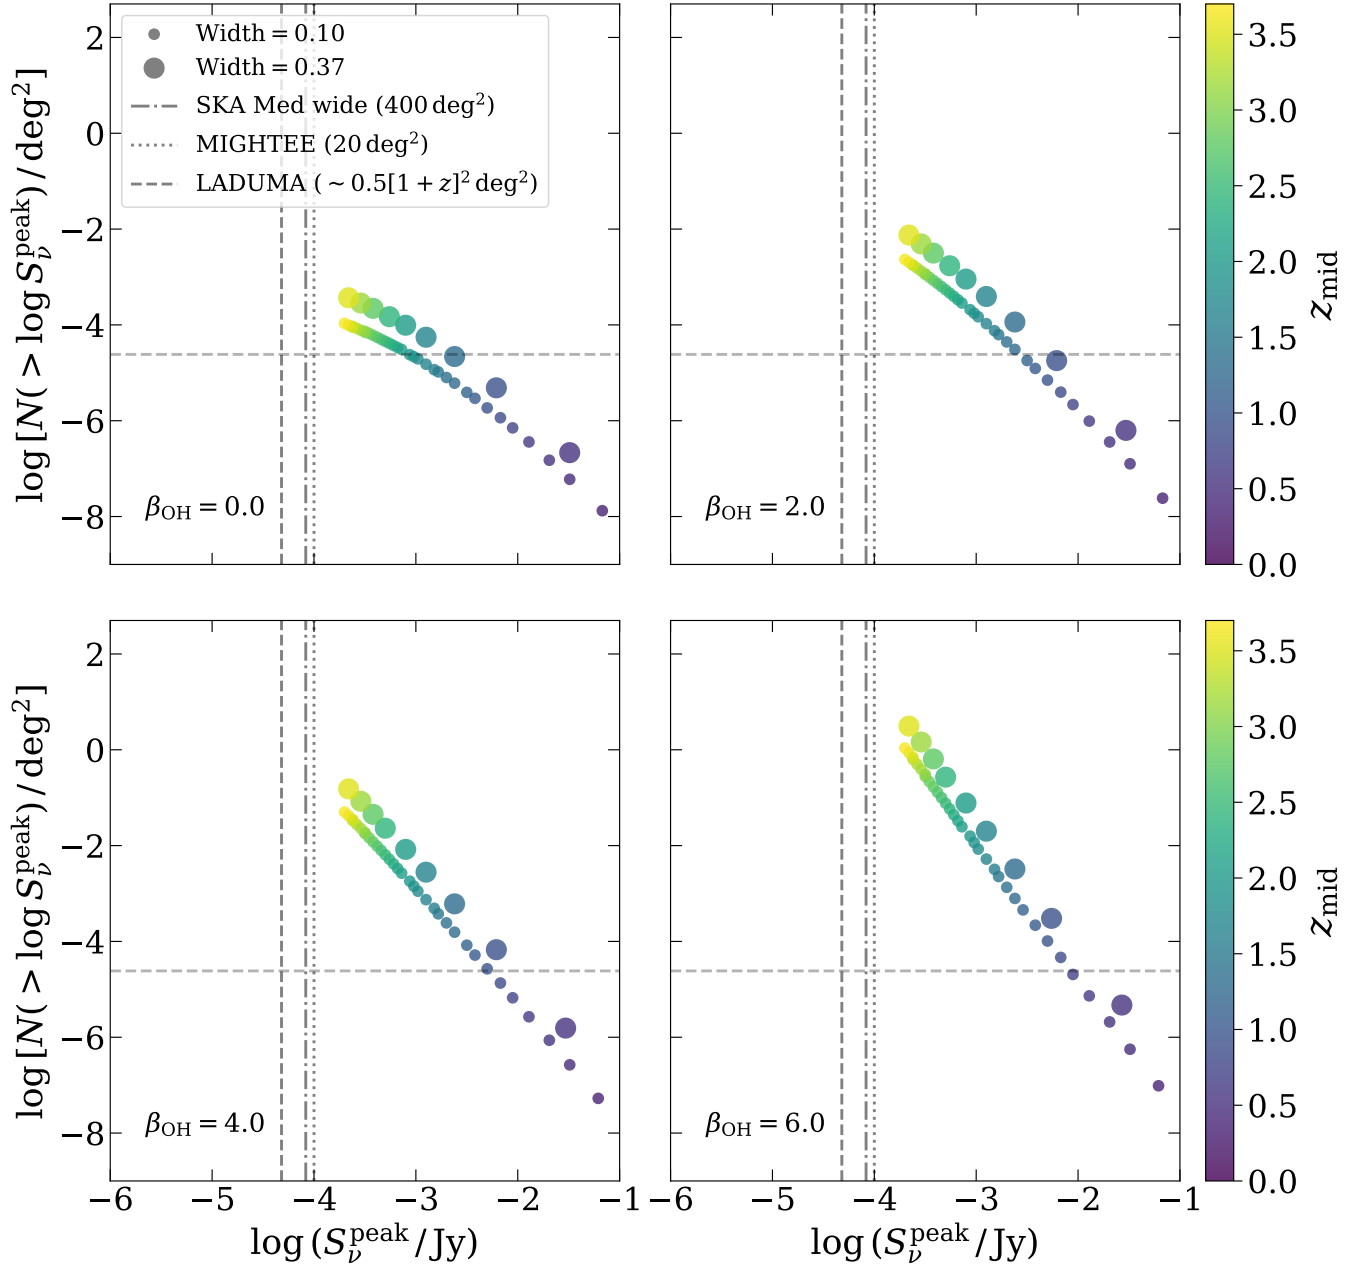 log [N(> log S_ν^peak) / deg²]
2
0
−2
−4
−6
−8
Width = 0.10
Width = 0.37
SKA Med wide (400 deg²)
MIGHTEE (20 deg²)
LADUMA (∼ 0.5[1 + z]² deg²)
β_OH = 0.0
β_OH = 2.0
3.5
3.0
2.5
2.0
1.5
1.0
0.5
0.0
z_mid
log [N(> log S_ν^peak) / deg²]
2
0
−2
−4
−6
−8
β_OH = 4.0
β_OH = 6.0
3.5
3.0
2.5
2.0
1.5
1.0
0.5
0.0
z_mid
−6 −5 −4 −3 −2 −1
−6 −5 −4 −3 −2 −1
log (S_ν^peak / Jy)
log (S_ν^peak / Jy)